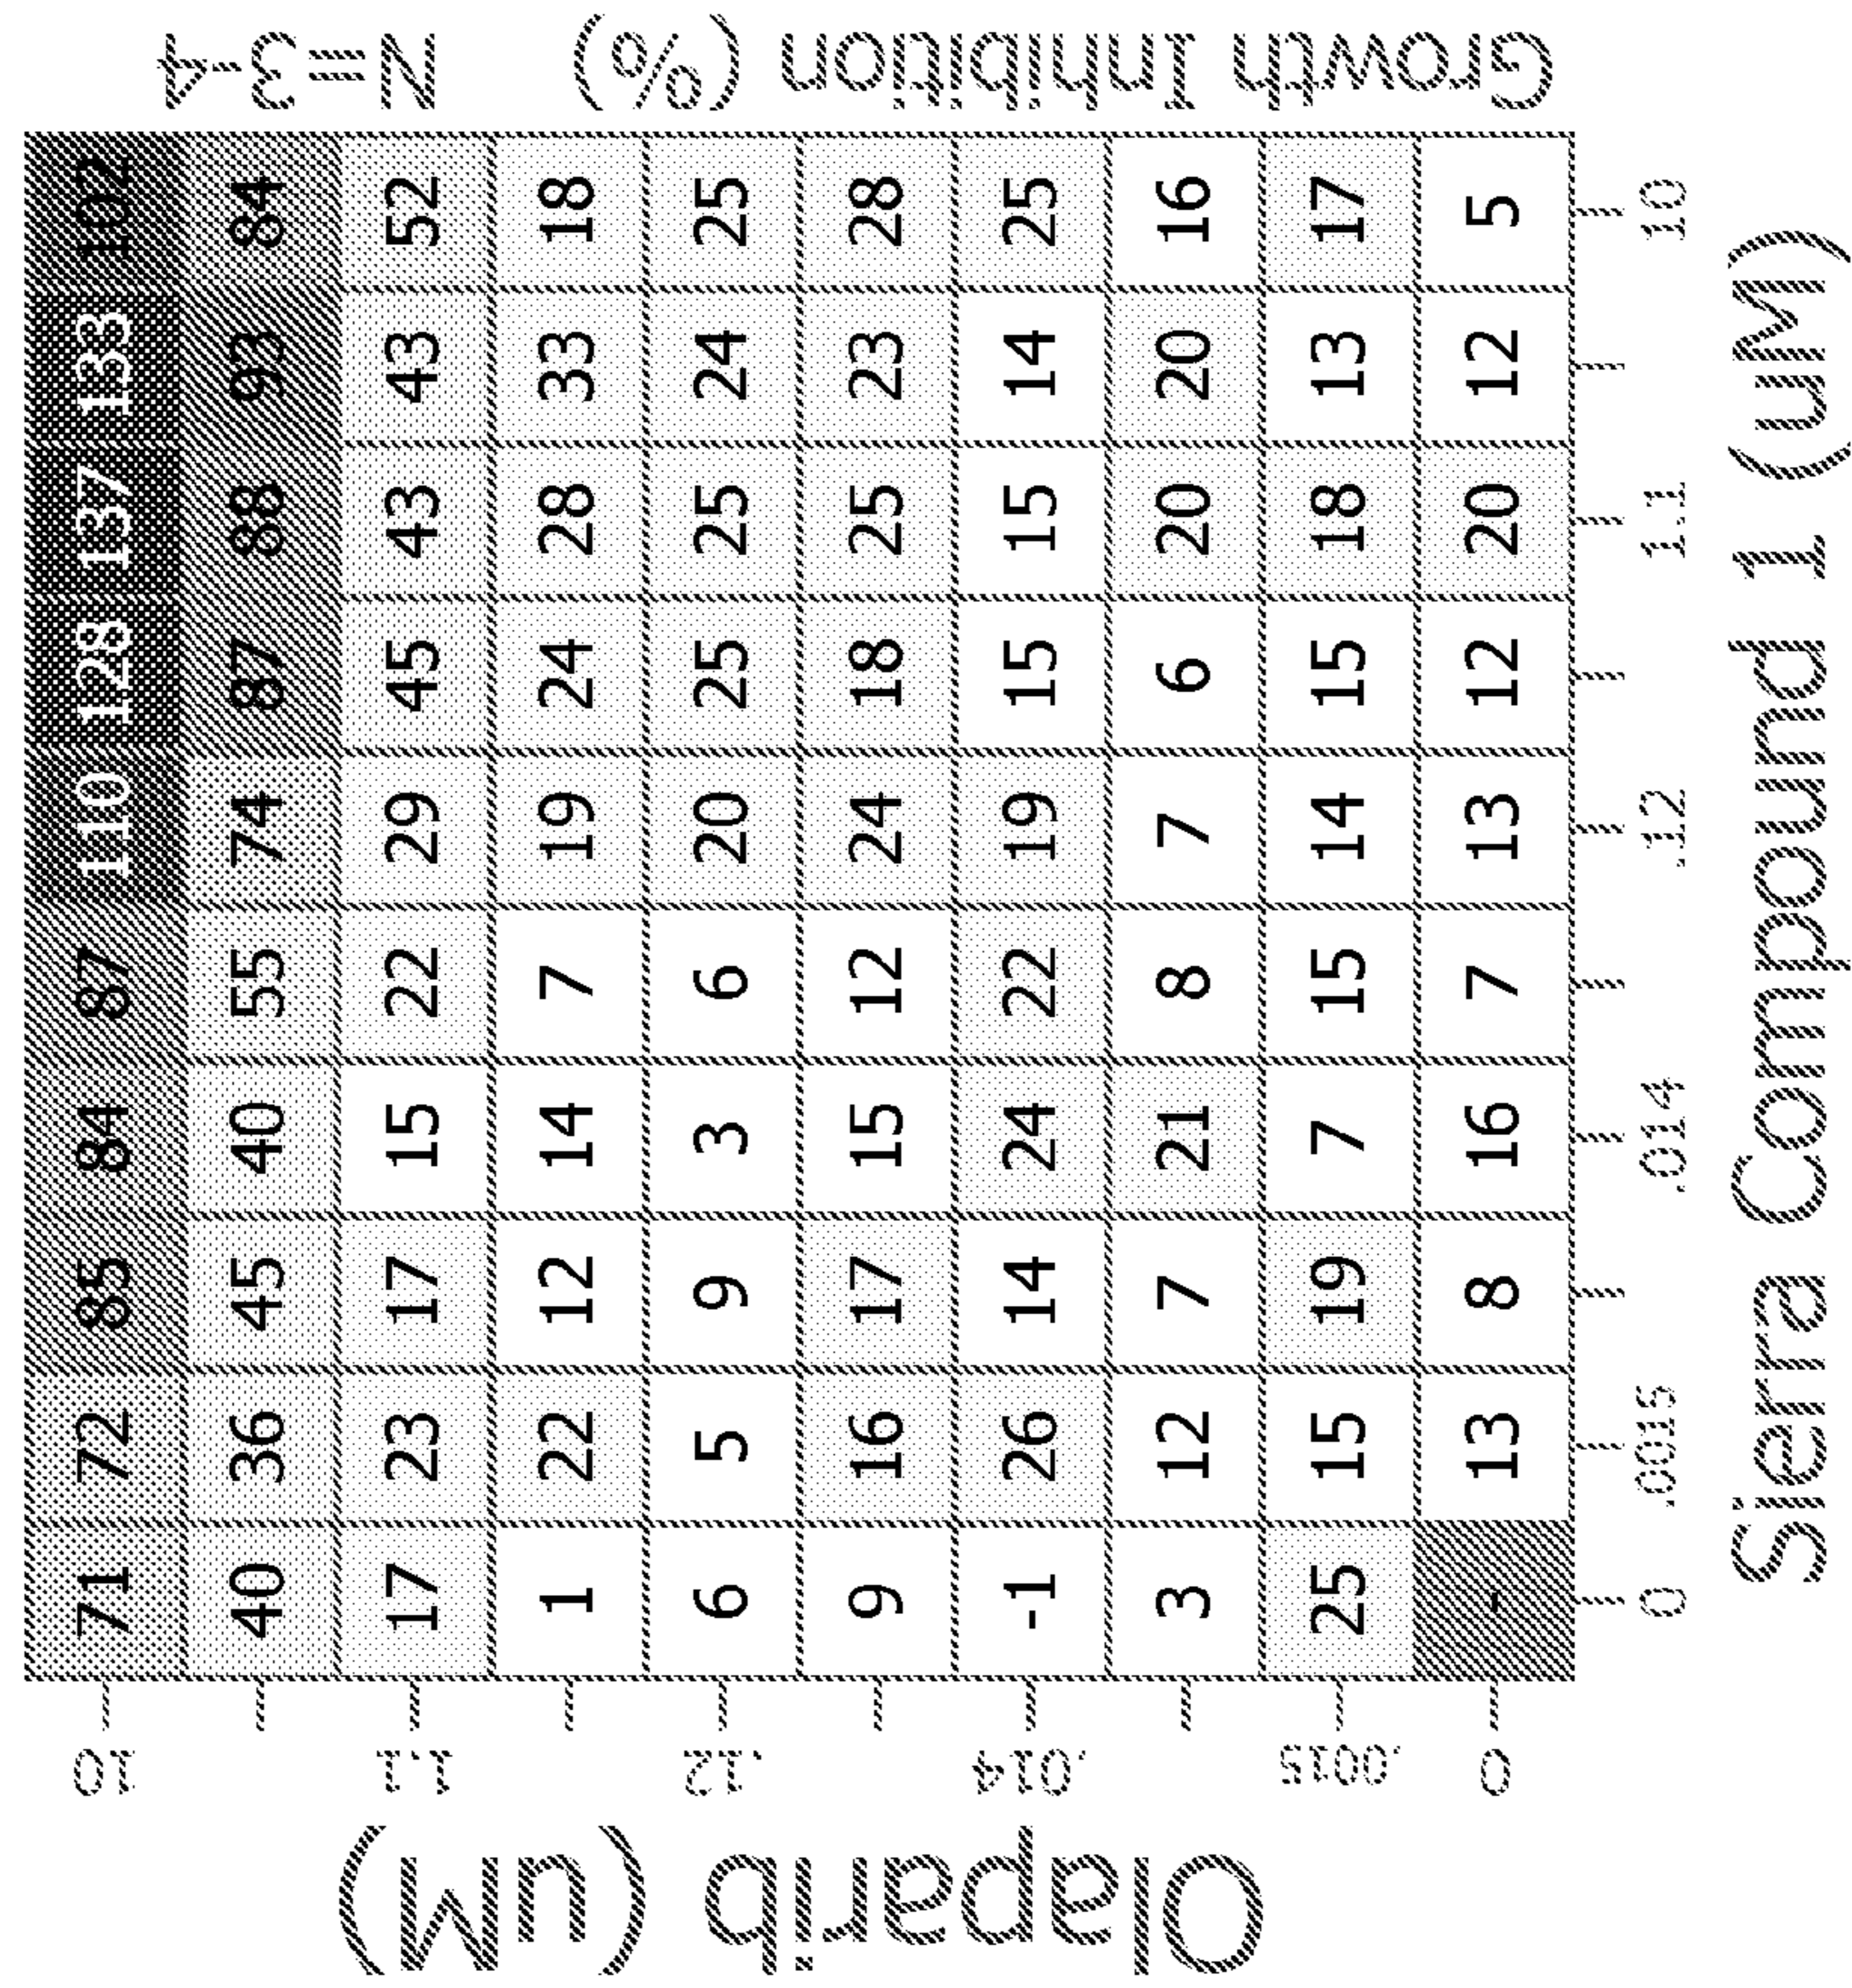 Olaparib (uM)
10 71 72 85 84 87 110 128 137 133 102
40 36 45 40 55 74 87 88 93 84
1.1 17 23 17 15 22 29 45 43 43 52
1 22 12 14 7 19 24 28 33 18
.12 6 5 9 3 6 20 25 25 24 25
9 16 17 15 12 24 18 25 23 28
.014 -1 26 14 24 22 19 15 15 14 25
3 12 7 21 8 7 6 20 20 16
.0015 25 15 19 7 15 14 15 18 13 17
0 - 13 8 16 7 13 12 20 12 5
0 .0015 .014 .12 1.1 10
Sierra Compound 1 (uM)
N=3-4
Growth Inhibition (%)